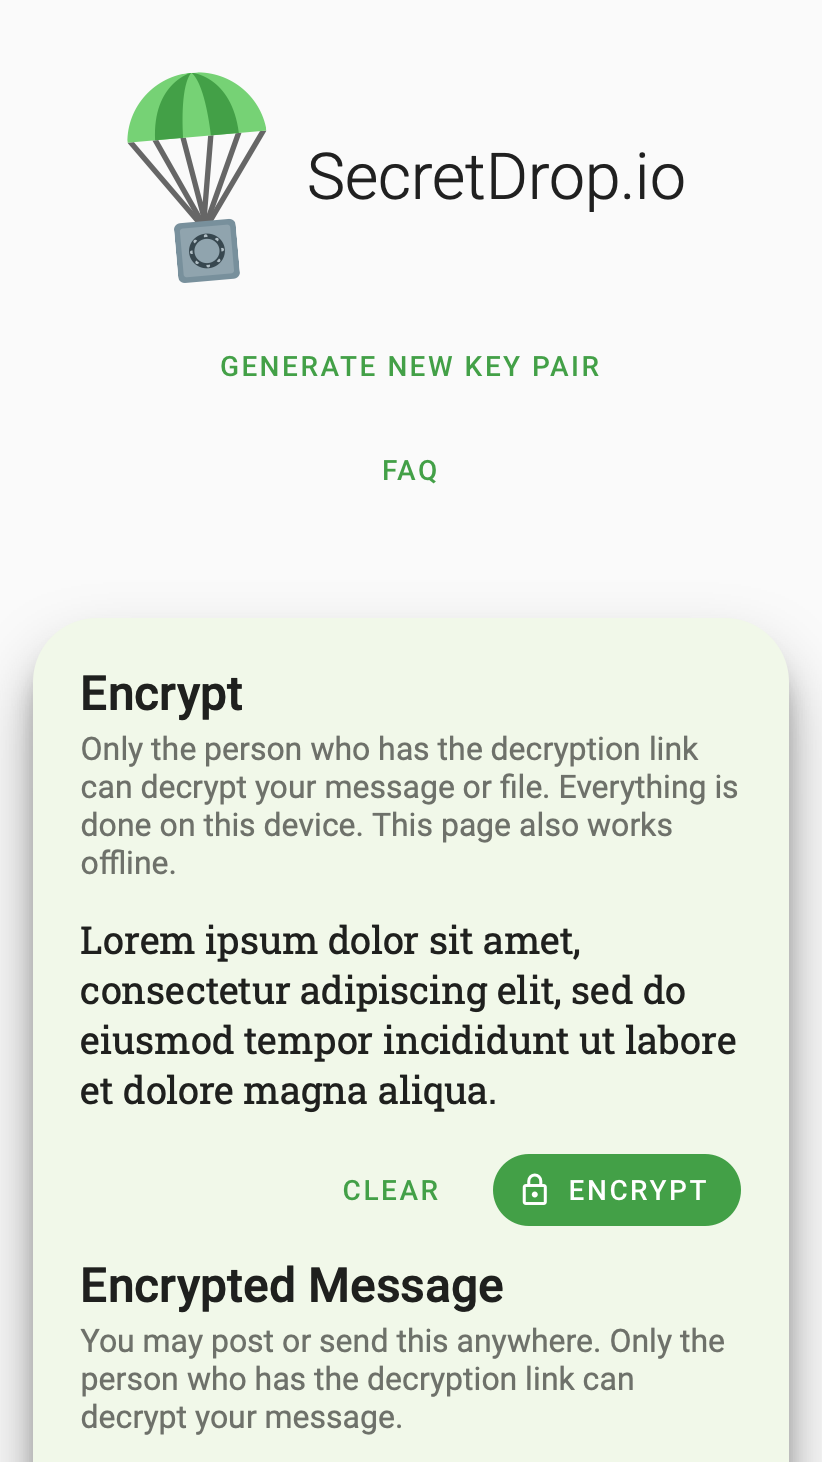 SecretDrop.io
GENERATE NEW KEY PAIR
FAQ
Encrypt
Only the person who has the decryption link
can decrypt your message or file. Everything is
done on this device. This page also works
offline.
Lorem ipsum dolor sit amet,
consectetur adipiscing elit, sed do
eiusmod tempor incididunt ut labore
et dolore magna aliqua.
CLEAR ENCRYPT
Encrypted Message
You may post or send this anywhere. Only the
person who has the decryption link can
decrypt your message.